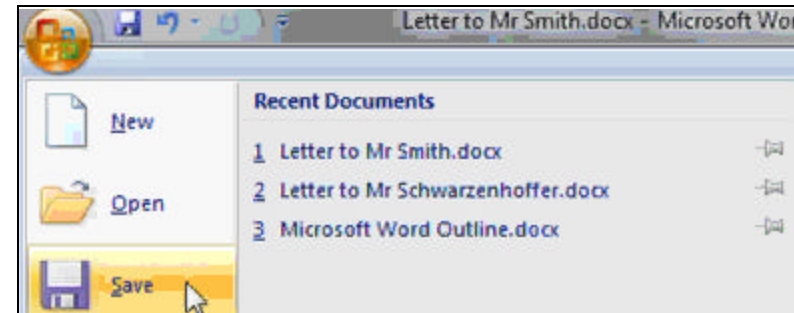 Letter to Mr Smith.docx - Microsoft Wor
Recent Documents
New
1 Letter to Mr Smith.docx
2 Letter to Mr Schwarzenhoffer.docx
Open
3 Microsoft Word Outline.docx
Save